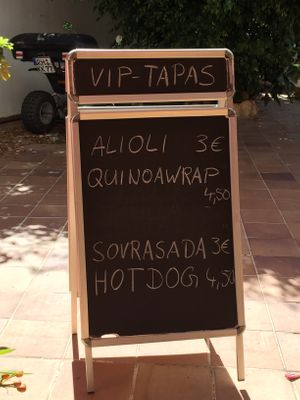 VIP-TAPAS
ALIOLI 3€
QUINOAWRAP
4,50
SOVRASADA 3€
HOTDOG 4,50